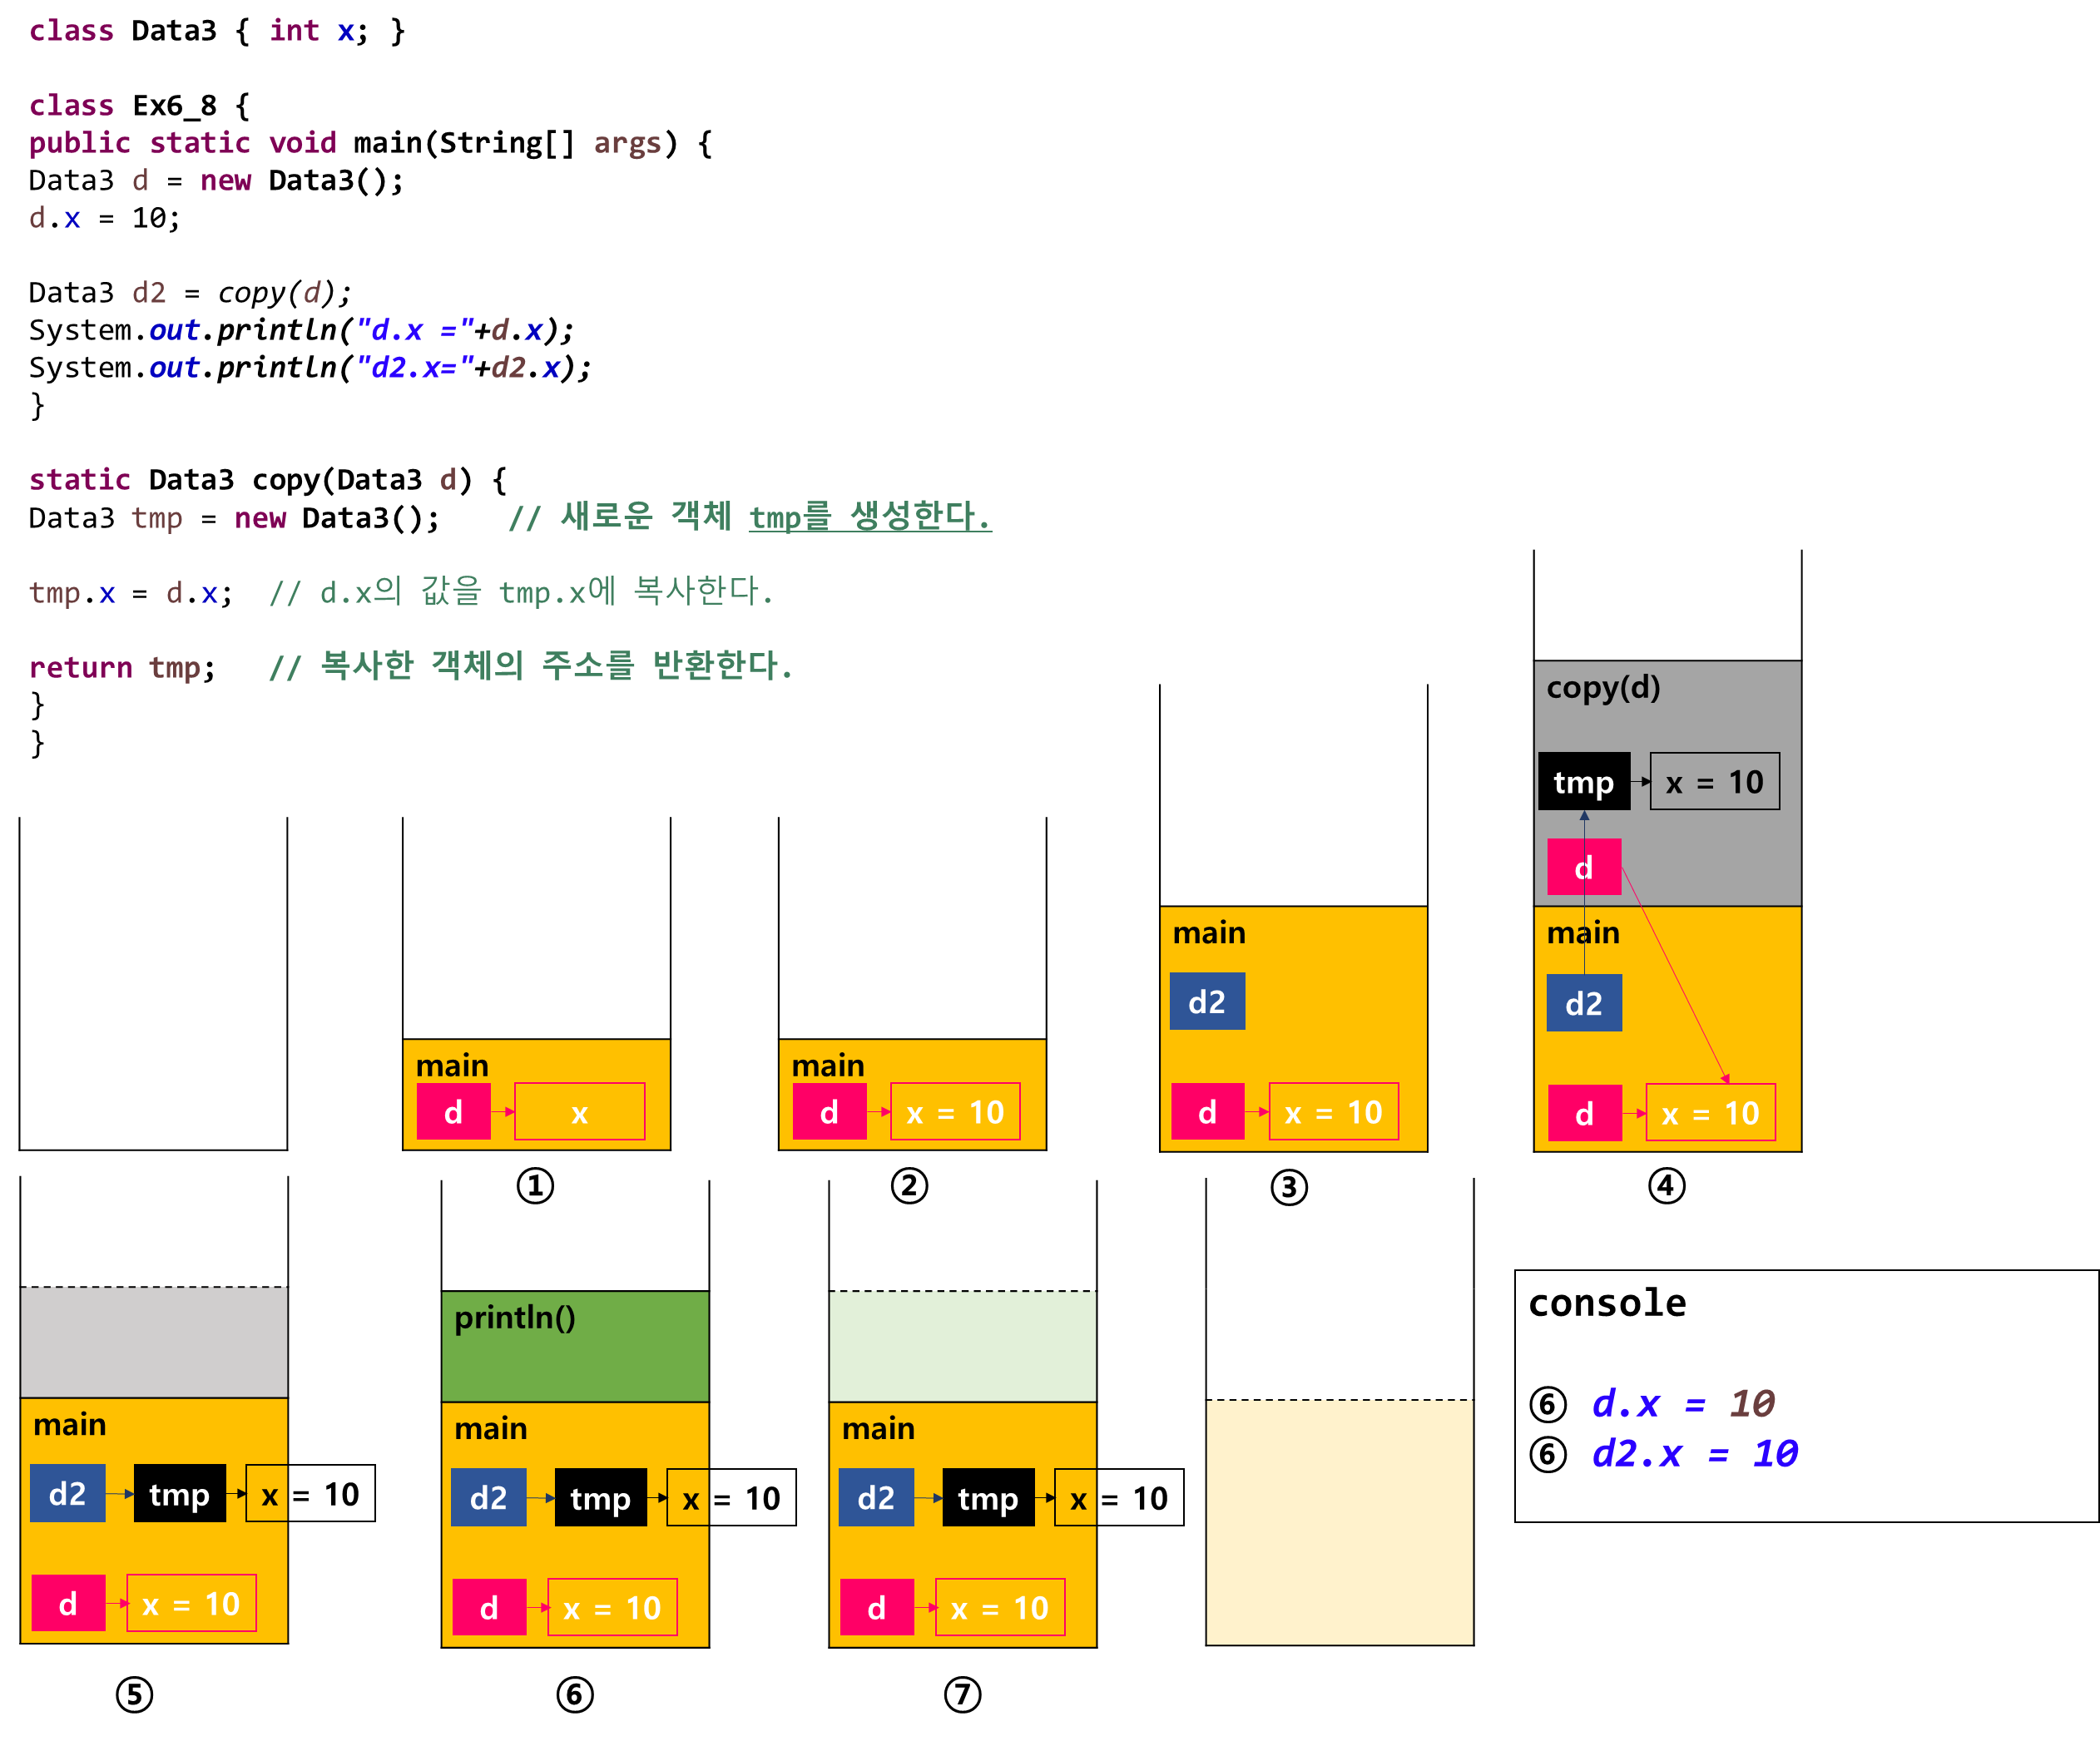 class Data3 { int x; }
class Ex6_8 {
public static void main(String[] args) {
Data3 d = new Data3();
d.x = 10;
Data3 d2 = copy(d);
System.out.println("d.x ="+d.x);
System.out.println("d2.x="+d2.x);
}
static Data3 copy(Data3 d) {
Data3 tmp = new Data3(); // 새로운 객체 tmp를 생성한다.
tmp.x = d.x; // d.x의 값을 tmp.x에 복사한다.
return tmp; // 복사한 객체의 주소를 반환한다.
}
}
main
d
x
①
main
d
x = 10
②
main
d2
d
x = 10
③
copy(d)
tmp
x = 10
d
main
d2
d
x = 10
④
main
d2
tmp
x = 10
d
x = 10
⑤
println()
main
d2
tmp
x = 10
d
x = 10
⑥
main
d2
tmp
x = 10
d
x = 10
⑦
console
⑥ d.x = 10
⑥ d2.x = 10